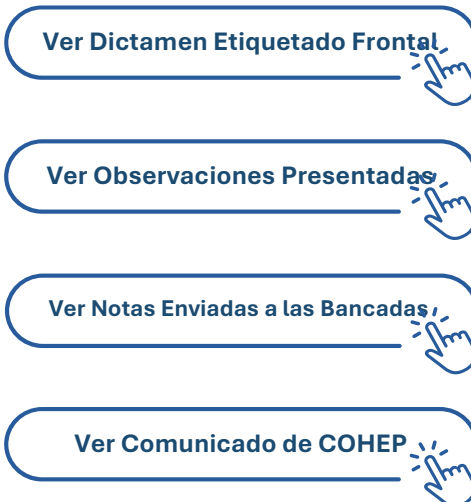 Ver Dictamen Etiquetado Frontal
Ver Observaciones Presentadas
Ver Notas Enviadas a las Bancadas
Ver Comunicado de COHEP